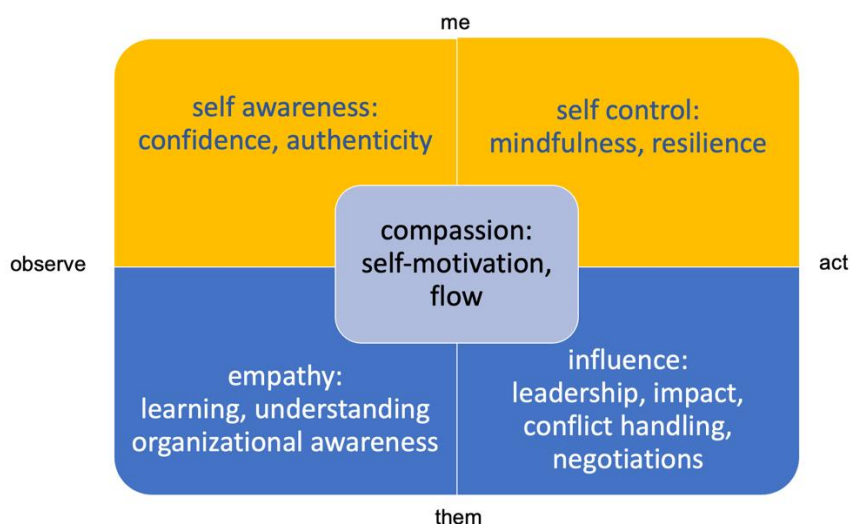 me
self awareness:
confidence, authenticity
self control:
mindfulness, resilience
compassion:
self-motivation,
flow
observe
act
empathy:
learning, understanding
organizational awareness
influence:
leadership, impact,
conflict handling,
negotiations
them